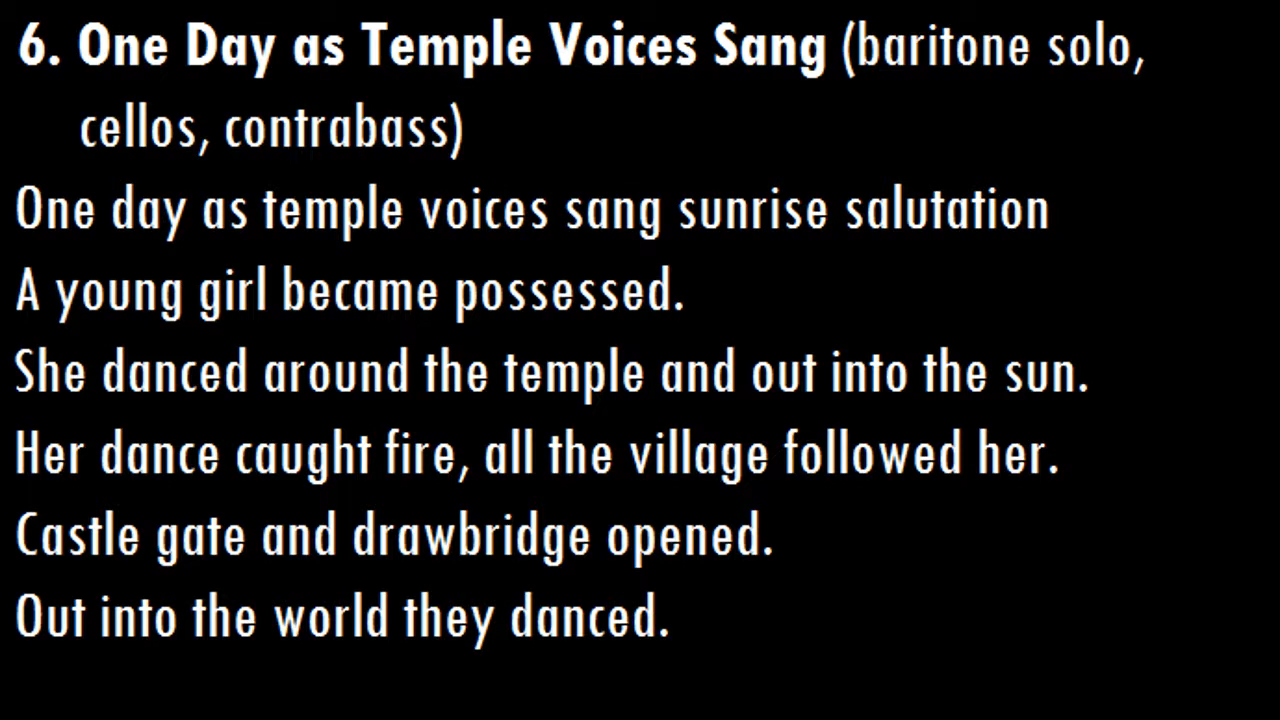 6. One Day as Temple Voices Sang (baritone solo,
cellos, contrabass)
One day as temple voices sang sunrise salutation
A young girl became possessed.
She danced around the temple and out into the sun.
Her dance caught fire, all the village followed her.
Castle gate and drawbridge opened.
Out into the world they danced.